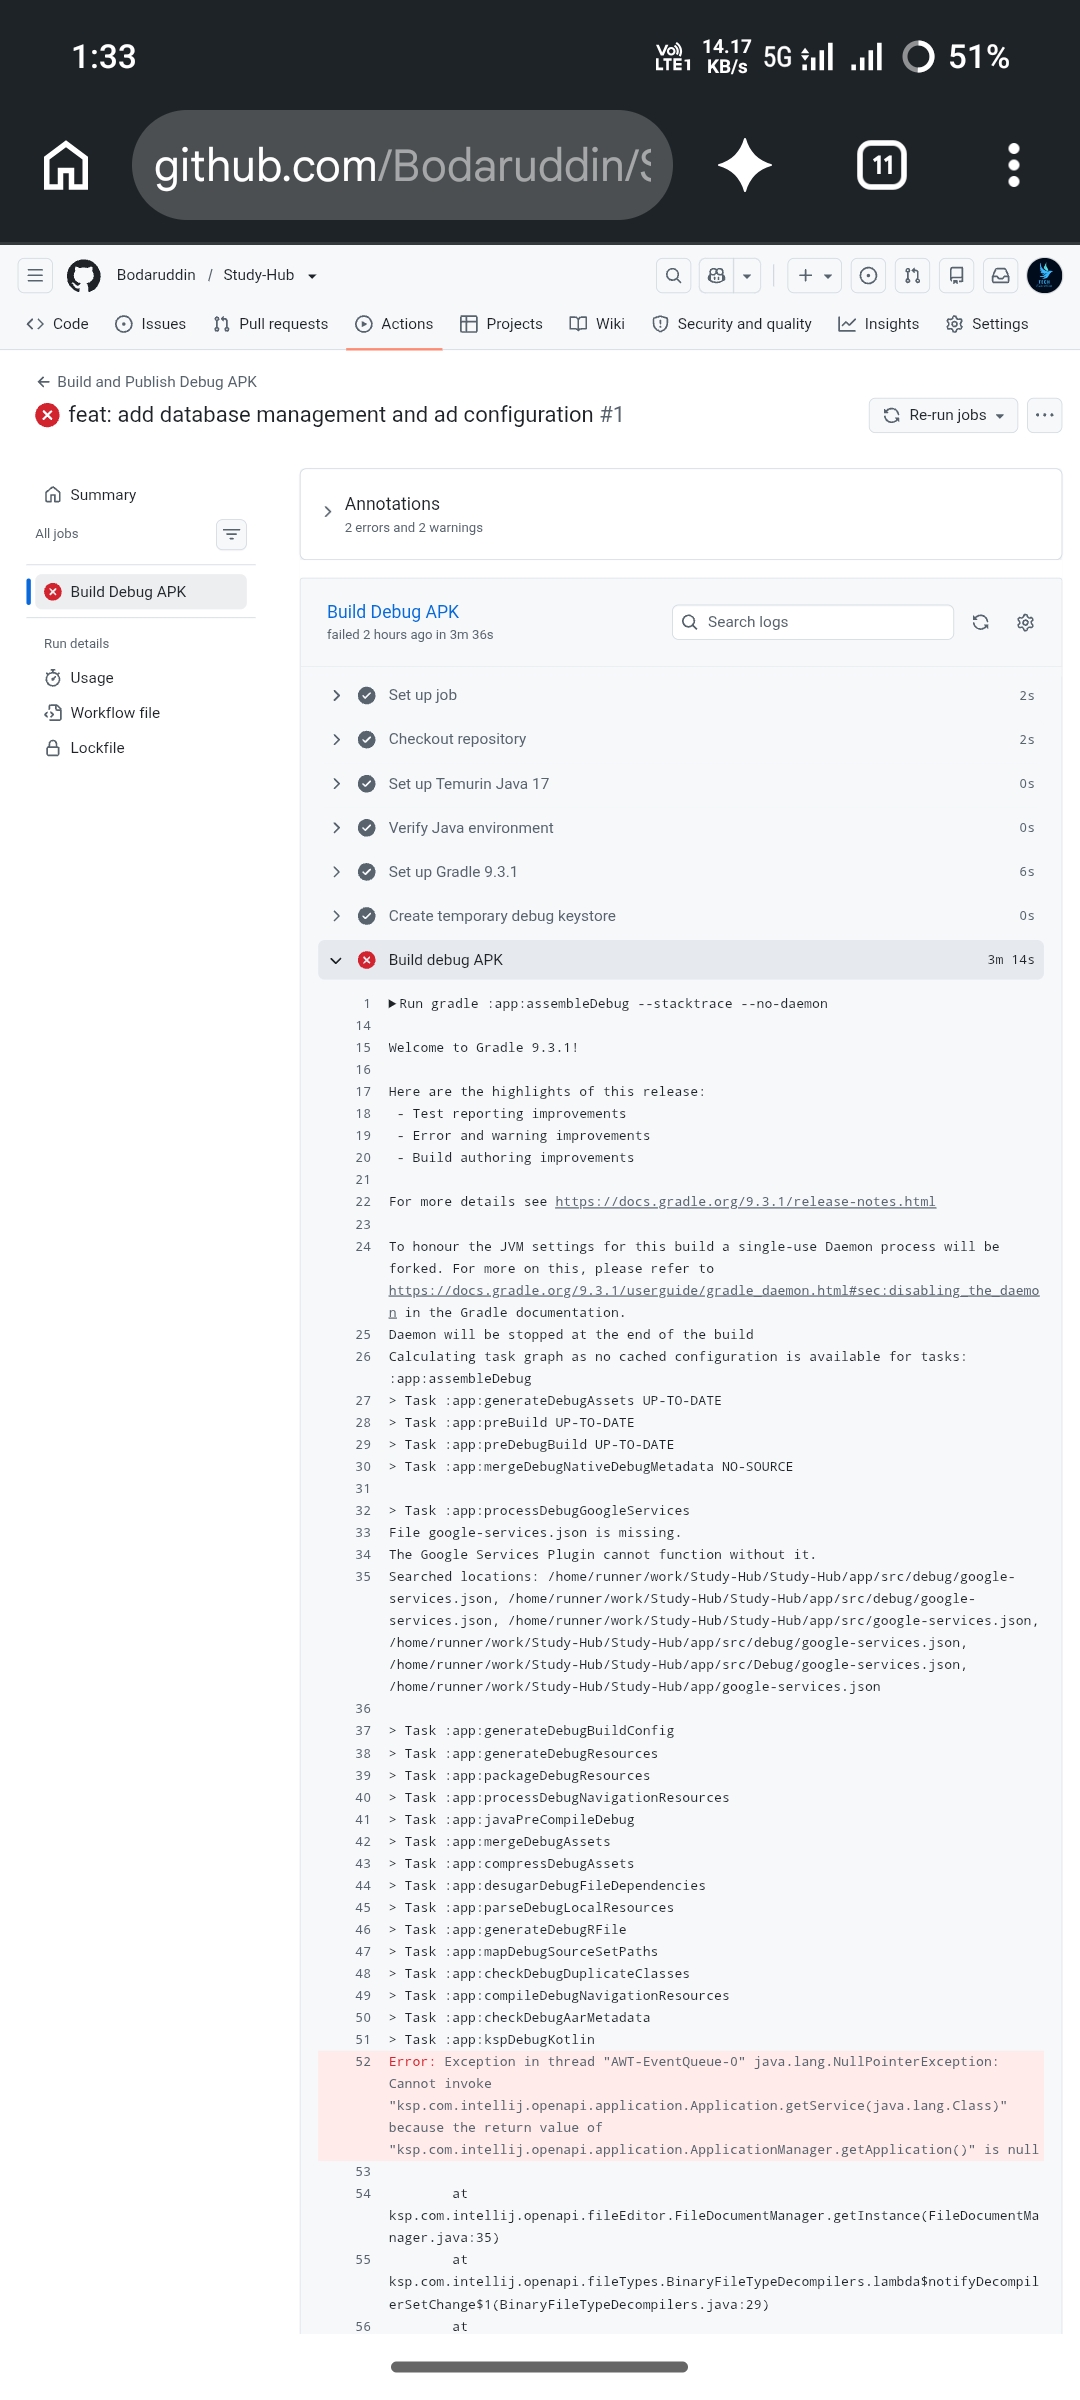 1:33
Vo)) LTE1 14.17 KB/s 5G 51%
github.com/Bodaruddin/S
11
Bodaruddin / Study-Hub
Code Issues Pull requests Actions Projects Wiki Security and quality Insights Settings
Build and Publish Debug APK
feat: add database management and ad configuration #1
Re-run jobs
Summary
All jobs
Build Debug APK
Run details
Usage
Workflow file
Lockfile
Annotations
2 errors and 2 warnings
Build Debug APK
failed 2 hours ago in 3m 36s
Search logs
Set up job 2s
Checkout repository 2s
Set up Temurin Java 17 0s
Verify Java environment 0s
Set up Gradle 9.3.1 6s
Create temporary debug keystore 0s
Build debug APK 3m 14s
1 Run gradle :app:assembleDebug --stacktrace --no-daemon
14
15 Welcome to Gradle 9.3.1!
16
17 Here are the highlights of this release:
18 - Test reporting improvements
19 - Error and warning improvements
20 - Build authoring improvements
21
22 For more details see https://docs.gradle.org/9.3.1/release-notes.html
23
24 To honour the JVM settings for this build a single-use Daemon process will be
forked. For more on this, please refer to
https://docs.gradle.org/9.3.1/userguide/gradle_daemon.html#sec:disabling_the_daemo
n in the Gradle documentation.
25 Daemon will be stopped at the end of the build
26 Calculating task graph as no cached configuration is available for tasks:
:app:assembleDebug
27 > Task :app:generateDebugAssets UP-TO-DATE
28 > Task :app:preBuild UP-TO-DATE
29 > Task :app:preDebugBuild UP-TO-DATE
30 > Task :app:mergeDebugNativeDebugMetadata NO-SOURCE
31
32 > Task :app:processDebugGoogleServices
33 File google-services.json is missing.
34 The Google Services Plugin cannot function without it.
35 Searched locations: /home/runner/work/Study-Hub/Study-Hub/app/src/debug/google-
services.json, /home/runner/work/Study-Hub/Study-Hub/app/src/debug/google-
services.json, /home/runner/work/Study-Hub/Study-Hub/app/src/google-services.json,
/home/runner/work/Study-Hub/Study-Hub/app/src/debug/google-services.json,
/home/runner/work/Study-Hub/Study-Hub/app/src/Debug/google-services.json,
/home/runner/work/Study-Hub/Study-Hub/app/google-services.json
36
37 > Task :app:generateDebugBuildConfig
38 > Task :app:generateDebugResources
39 > Task :app:packageDebugResources
40 > Task :app:processDebugNavigationResources
41 > Task :app:javaPreCompileDebug
42 > Task :app:mergeDebugAssets
43 > Task :app:compressDebugAssets
44 > Task :app:desugarDebugFileDependencies
45 > Task :app:parseDebugLocalResources
46 > Task :app:generateDebugRFile
47 > Task :app:mapDebugSourceSetPaths
48 > Task :app:checkDebugDuplicateClasses
49 > Task :app:compileDebugNavigationResources
50 > Task :app:checkDebugAarMetadata
51 > Task :app:kspDebugKotlin
52 Error: Exception in thread "AWT-EventQueue-0" java.lang.NullPointerException:
Cannot invoke
"ksp.com.intellij.openapi.application.Application.getService(java.lang.Class)"
because the return value of
"ksp.com.intellij.openapi.application.ApplicationManager.getApplication()" is null
53
54 at
ksp.com.intellij.openapi.fileEditor.FileDocumentManager.getInstance(FileDocumentMa
nager.java:35)
55 at
ksp.com.intellij.openapi.fileTypes.BinaryFileTypeDecompilers.lambda$notifyDecompil
erSetChange$1(BinaryFileTypeDecompilers.java:29)
56 at